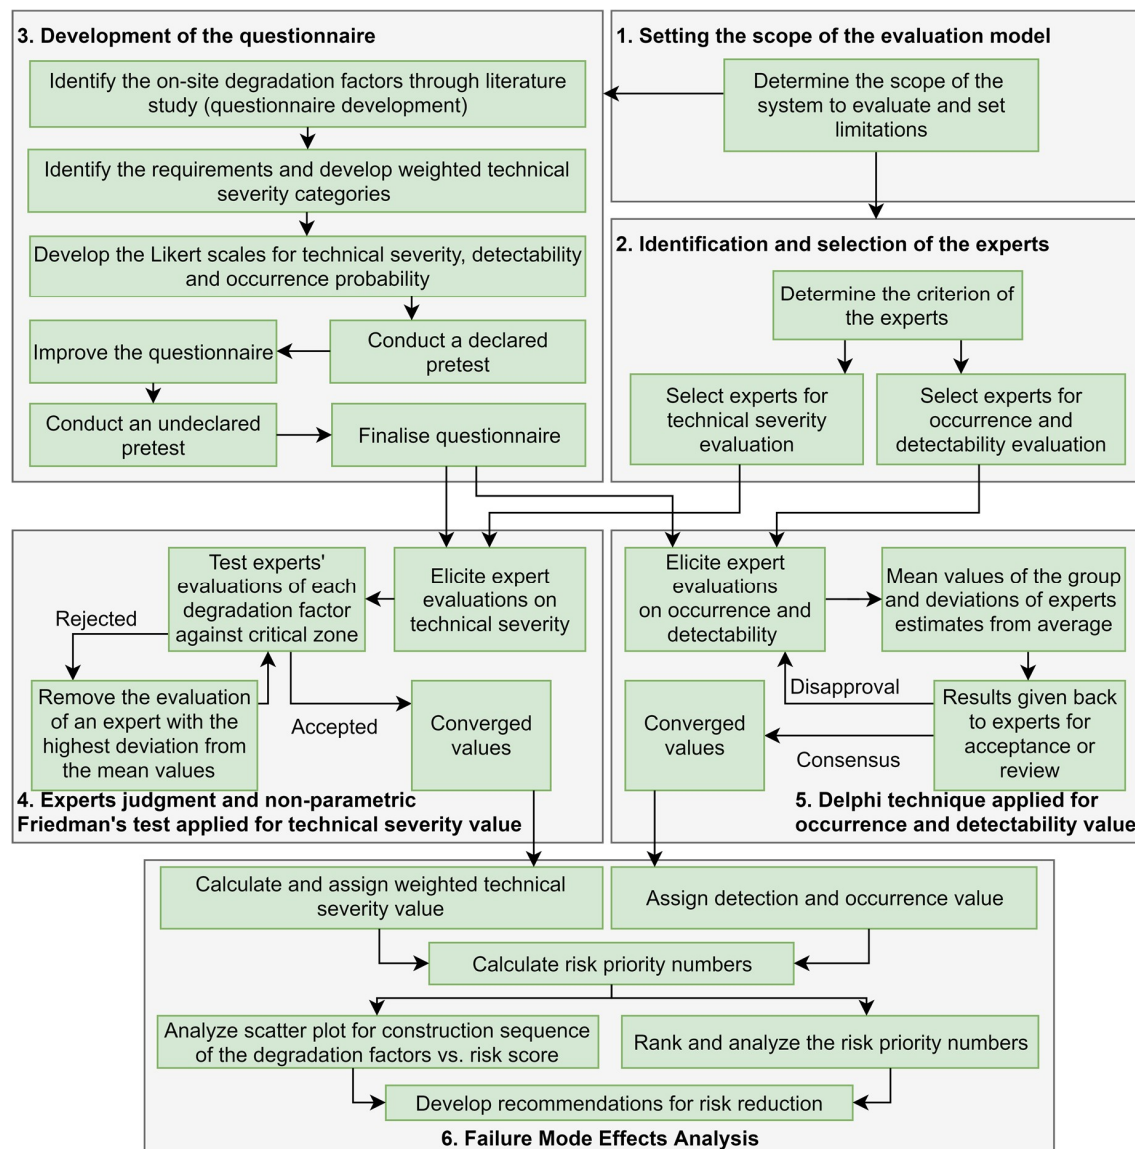 3. Development of the questionnaire
Identify the on-site degradation factors through literature
study (questionnaire development)
Identify the requirements and develop weighted technical
severity categories
Develop the Likert scales for technical severity, detectability
and occurrence probability
Conduct a declared
pretest
Improve the questionnaire
Conduct an undeclared
pretest
Finalise questionnaire
1. Setting the scope of the evaluation model
Determine the scope of the
system to evaluate and set
limitations
2. Identification and selection of the experts
Determine the criterion of
the experts
Select experts for
technical severity
evaluation
Select experts for
occurrence and
detectability evaluation
Test experts'
evaluations of each
degradation factor
against critical zone
Elicite expert
evaluations on
technical severity
Rejected
Remove the evaluation
of an expert with the
highest deviation from
the mean values
Accepted
Converged
values
4. Experts judgment and non-parametric
Friedman's test applied for technical severity value
Elicite expert
evaluations
on occurrence and
detectability
Mean values of the group
and deviations of experts
estimates from average
Disapproval
Results given back
to experts for
acceptance or
review
Consensus
Converged
values
5. Delphi technique applied for
occurrence and detectability value
Calculate and assign weighted technical
severity value
Assign detection and occurrence value
Calculate risk priority numbers
Analyze scatter plot for construction sequence
of the degradation factors vs. risk score
Rank and analyze the risk priority numbers
Develop recommendations for risk reduction
6. Failure Mode Effects Analysis